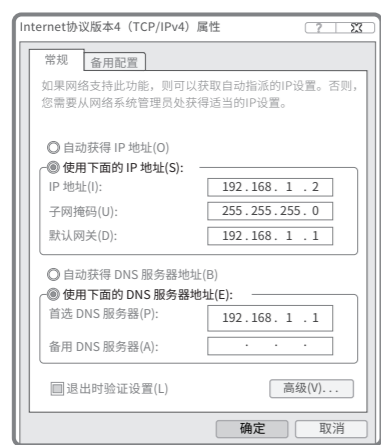 Internet协议版本4（TCP/IPv4）属性
常规 备用配置
如果网络支持此功能，则可以获取自动指派的IP设置。否则，
您需要从网络系统管理员处获得适当的IP设置。
自动获得 IP 地址(O)
使用下面的 IP 地址(S):
IP 地址(I): 192.168. 1 .2
子网掩码(U): 255.255.255. 0
默认网关(D): 192.168. 1 .1
自动获得 DNS 服务器地址(B)
使用下面的 DNS 服务器地址(E):
首选 DNS 服务器(P): 192.168. 1 .1
备用 DNS 服务器(A): . . .
退出时验证设置(L) 高级(V)...
确定 取消